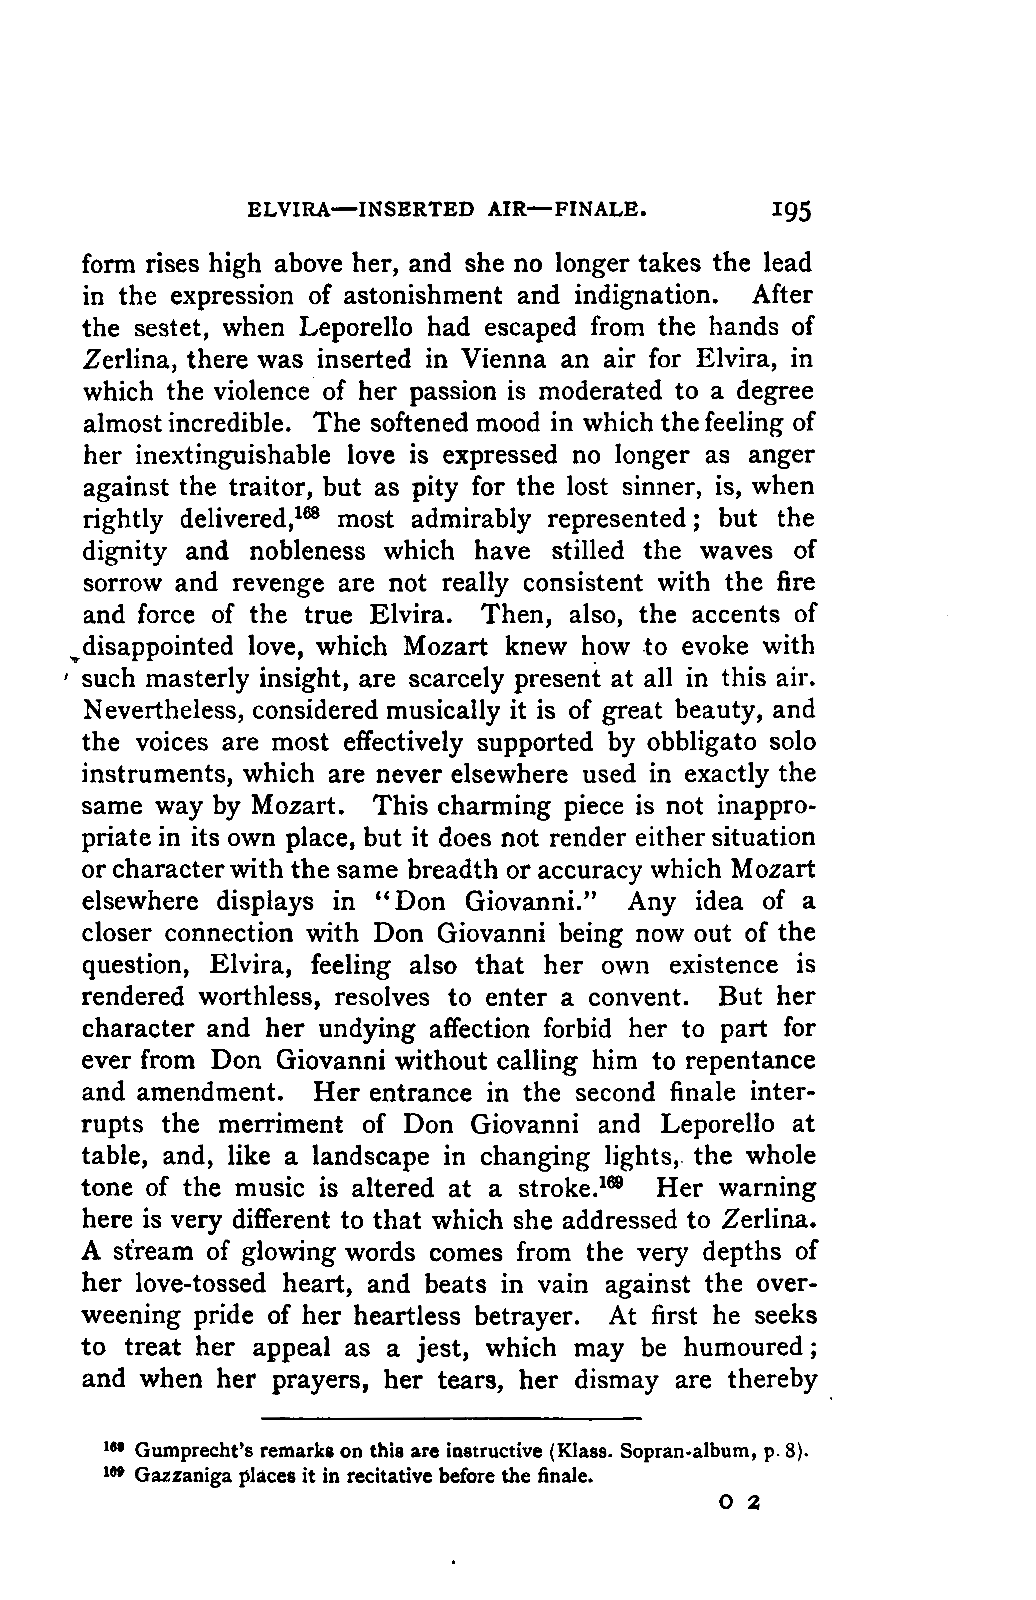 ELVIRA—INSERTED AIR—FINALE. 195
form rises high above her, and she no longer takes the lead
in the expression of astonishment and indignation. After
the sestet, when Leporello had escaped from the hands of
Zerlina, there was inserted in Vienna an air for Elvira, in
which the violence of her passion is moderated to a degree
almost incredible. The softened mood in which the feeling of
her inextinguishable love is expressed no longer as anger
against the traitor, but as pity for the lost sinner, is, when
rightly delivered,¹⁶⁸ most admirably represented; but the
dignity and nobleness which have stilled the waves of
sorrow and revenge are not really consistent with the fire
and force of the true Elvira. Then, also, the accents of
disappointed love, which Mozart knew how to evoke with
such masterly insight, are scarcely present at all in this air.
Nevertheless, considered musically it is of great beauty, and
the voices are most effectively supported by obbligato solo
instruments, which are never elsewhere used in exactly the
same way by Mozart. This charming piece is not inappro-
priate in its own place, but it does not render either situation
or character with the same breadth or accuracy which Mozart
elsewhere displays in “Don Giovanni.” Any idea of a
closer connection with Don Giovanni being now out of the
question, Elvira, feeling also that her own existence is
rendered worthless, resolves to enter a convent. But her
character and her undying affection forbid her to part for
ever from Don Giovanni without calling him to repentance
and amendment. Her entrance in the second finale inter-
rupts the merriment of Don Giovanni and Leporello at
table, and, like a landscape in changing lights, the whole
tone of the music is altered at a stroke.¹⁶⁹ Her warning
here is very different to that which she addressed to Zerlina.
A stream of glowing words comes from the very depths of
her love-tossed heart, and beats in vain against the over-
weening pride of her heartless betrayer. At first he seeks
to treat her appeal as a jest, which may be humoured;
and when her prayers, her tears, her dismay are thereby
¹⁶⁸ Gumprecht's remarks on this are instructive (Klass. Sopran-album, p. 8).
¹⁶⁹ Gazzaniga places it in recitative before the finale.
O 2